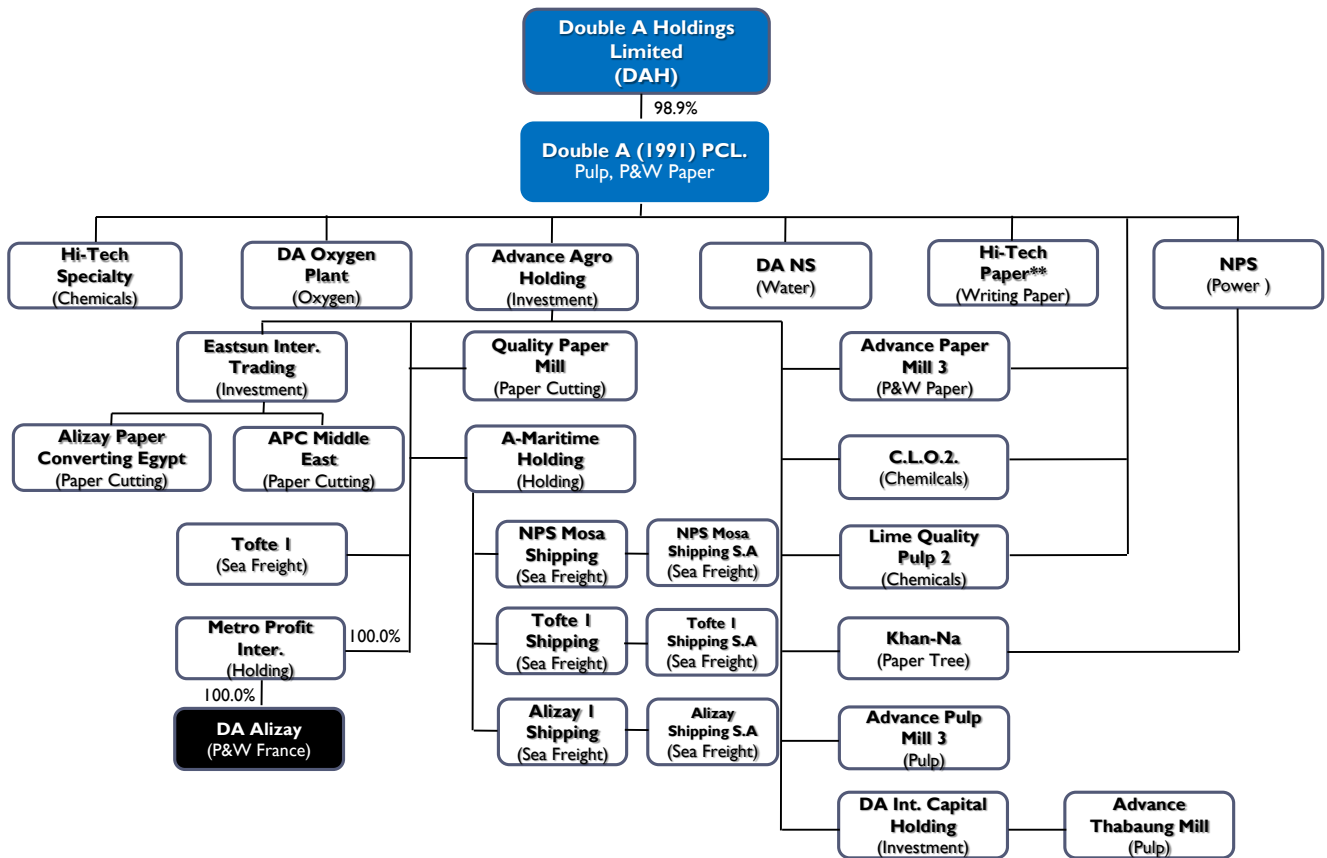 Double A Holdings
Limited
(DAH)
98.9%
Double A (1991) PCL.
Pulp, P&W Paper
Hi-Tech
Specialty
(Chemicals)
DA Oxygen
Plant
(Oxygen)
Advance Agro
Holding
(Investment)
DA NS
(Water)
Hi-Tech
Paper**
(Writing Paper)
NPS
(Power )
Eastsun Inter.
Trading
(Investment)
Quality Paper
Mill
(Paper Cutting)
Advance Paper
Mill 3
(P&W Paper)
Alizay Paper
Converting Egypt
(Paper Cutting)
APC Middle
East
(Paper Cutting)
A-Maritime
Holding
(Holding)
C.L.O.2.
(Chemilcals)
Tofte 1
(Sea Freight)
NPS Mosa
Shipping
(Sea Freight)
NPS Mosa
Shipping S.A
(Sea Freight)
Lime Quality
Pulp 2
(Chemicals)
Metro Profit
Inter.
(Holding)
100.0%
Tofte 1
Shipping
(Sea Freight)
Tofte 1
Shipping S.A
(Sea Freight)
Khan-Na
(Paper Tree)
100.0%
DA Alizay
(P&W France)
Alizay 1
Shipping
(Sea Freight)
Alizay
Shipping S.A
(Sea Freight)
Advance Pulp
Mill 3
(Pulp)
DA Int. Capital
Holding
(Investment)
Advance
Thabaung Mill
(Pulp)